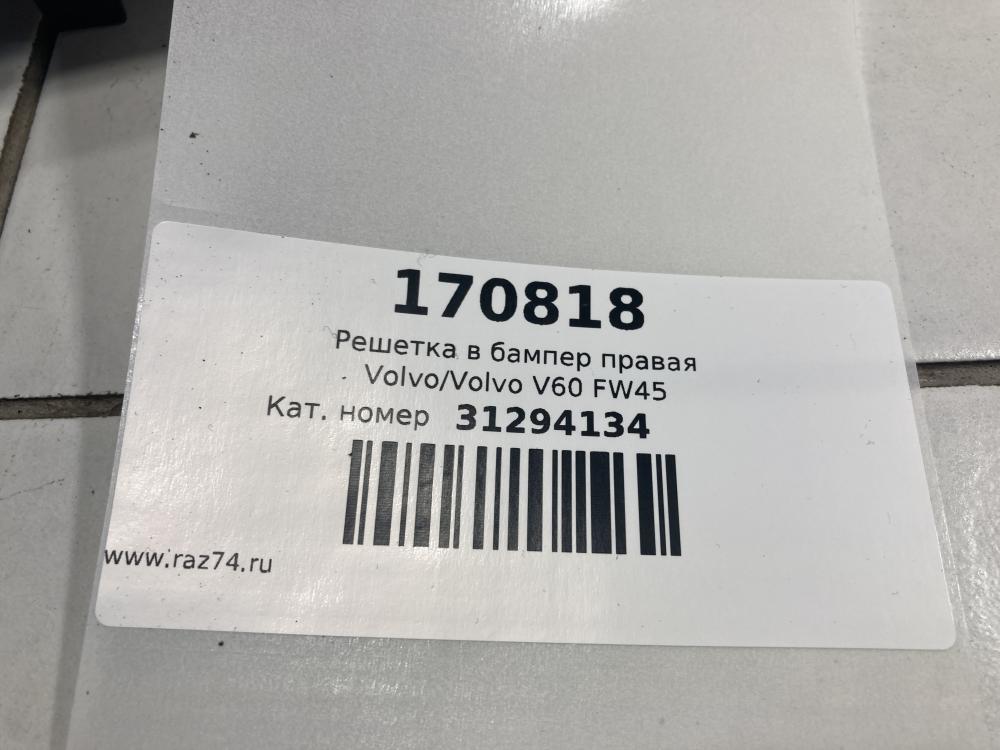 170818
Решетка в бампер правая
Volvo/Volvo V60 FW45
Кат. номер 31294134
www.raz74.ru